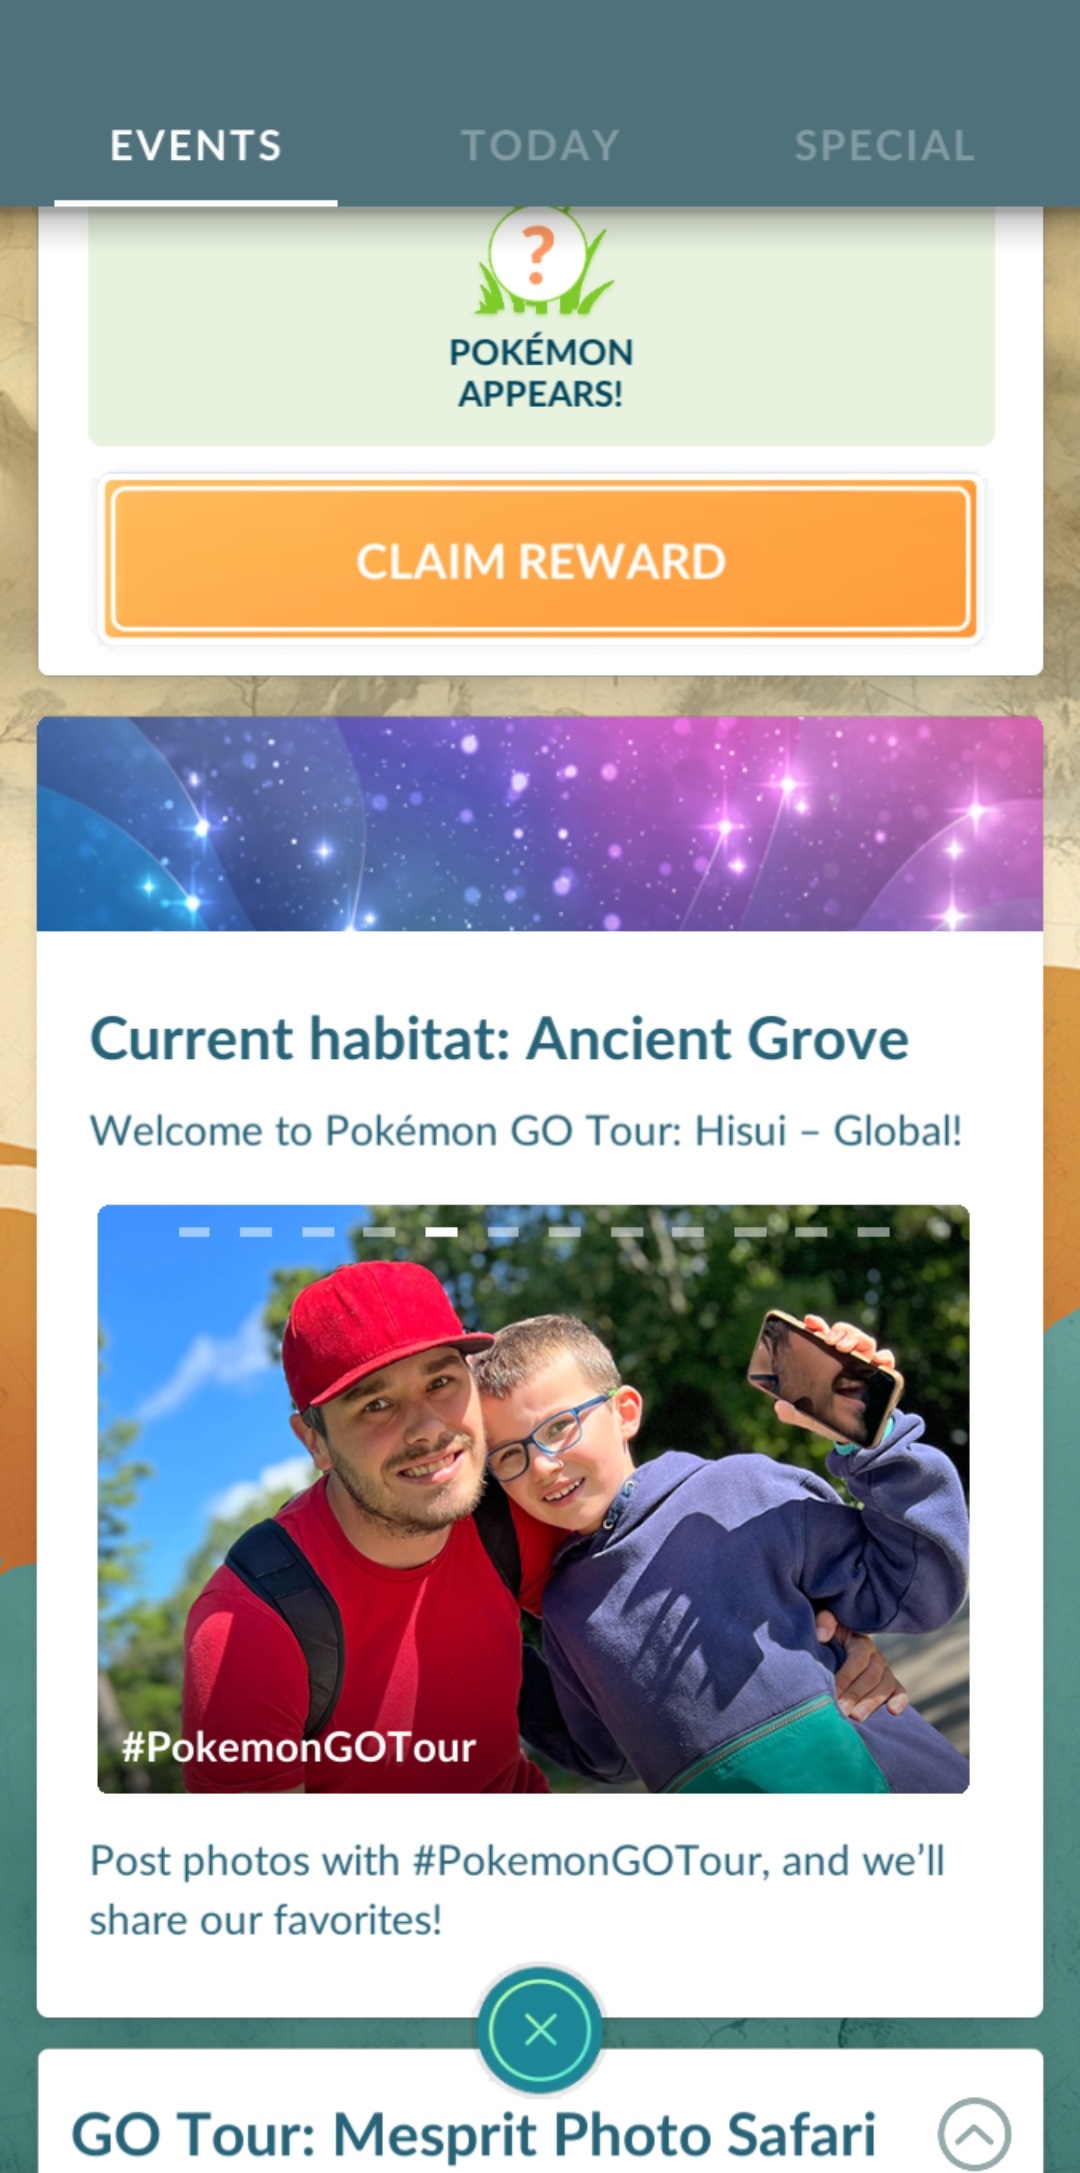 EVENTS
TODAY
SPECIAL
?
POKÉMON
APPEARS!
CLAIM REWARD
Current habitat: Ancient Grove
Welcome to Pokémon GO Tour: Hisui – Global!
#PokemonGOTour
Post photos with #PokemonGOTour, and we’ll
share our favorites!
GO Tour: Mesprit Photo Safari